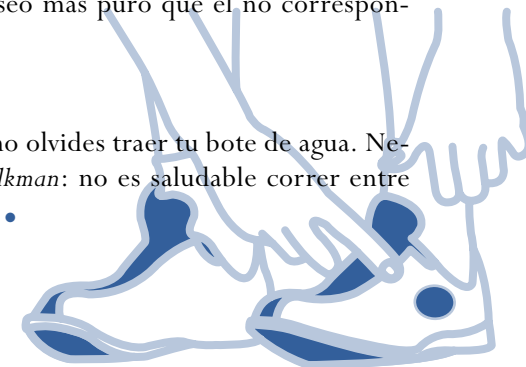 seo más puro que el no correspon-
no olvides traer tu bote de agua. Ne-
lkman: no es saludable correr entre